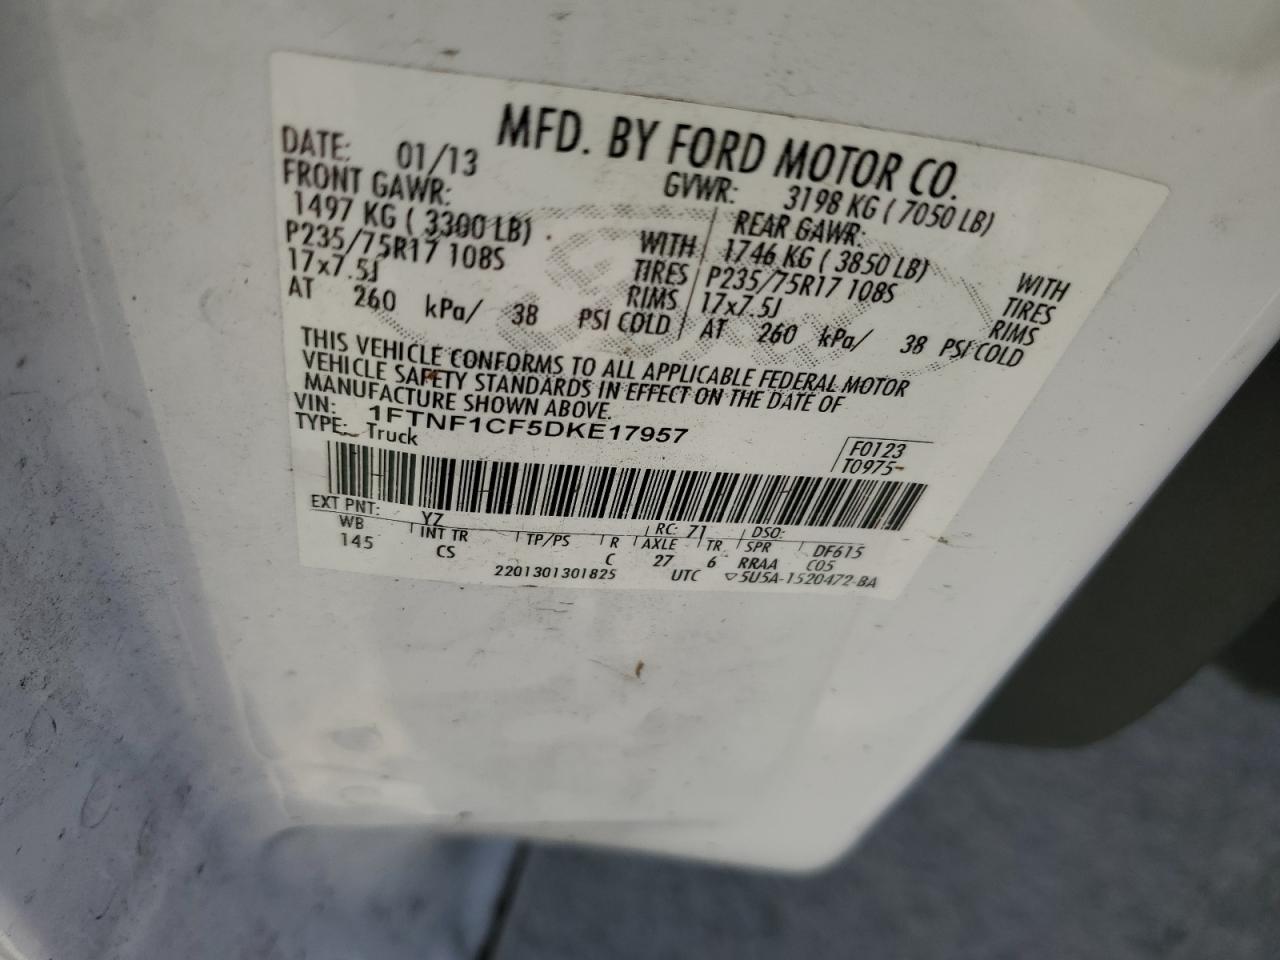 MFD. BY FORD MOTOR CO.
DATE: 01/13 GVWR: 3198 KG ( 7050 LB)
FRONT GAWR: REAR GAWR:
1497 KG ( 3300 LB) WITH 1746 KG ( 3850 LB) WITH
P235/75R17 108S TIRES P235/75R17 108S TIRES
17x7.5J RIMS 17x7.5J RIMS
AT 260 kPa/ 38 PSI COLD AT 260 kPa/ 38 PSI COLD
THIS VEHICLE CONFORMS TO ALL APPLICABLE FEDERAL MOTOR
VEHICLE SAFETY STANDARDS IN EFFECT ON THE DATE OF
MANUFACTURE SHOWN ABOVE.
VIN: 1FTNF1CF5DKE17957
TYPE: Truck
F0123
T0975
EXT PNT: YZ RC: 71 DSO:
WB INT TR TP/PS R AXLE TR SPR DF615
145 CS C 27 6 RRAA C05
2201301301825 UTC ▽5U5A-1520472-BA